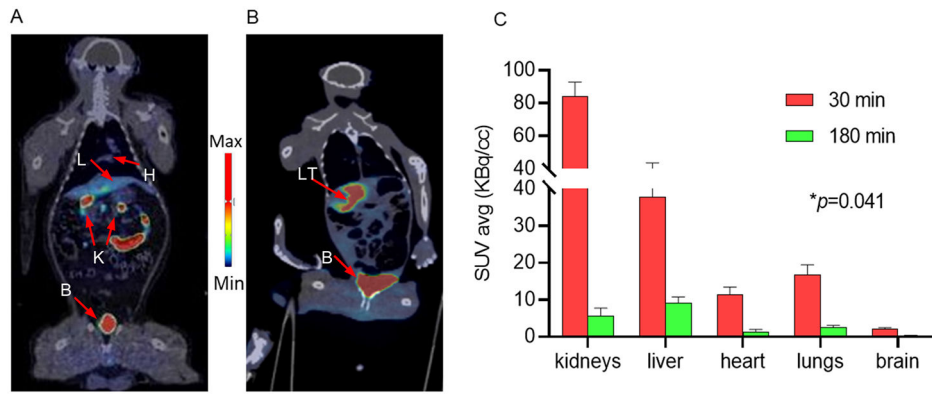 A
B
C
L
H
K
B
Max
Min
LT
B
SUV avg (KBq/cc)
100
80
60
40
40
30
20
10
0
30 min
180 min
*p=0.041
kidneys
liver
heart
lungs
brain